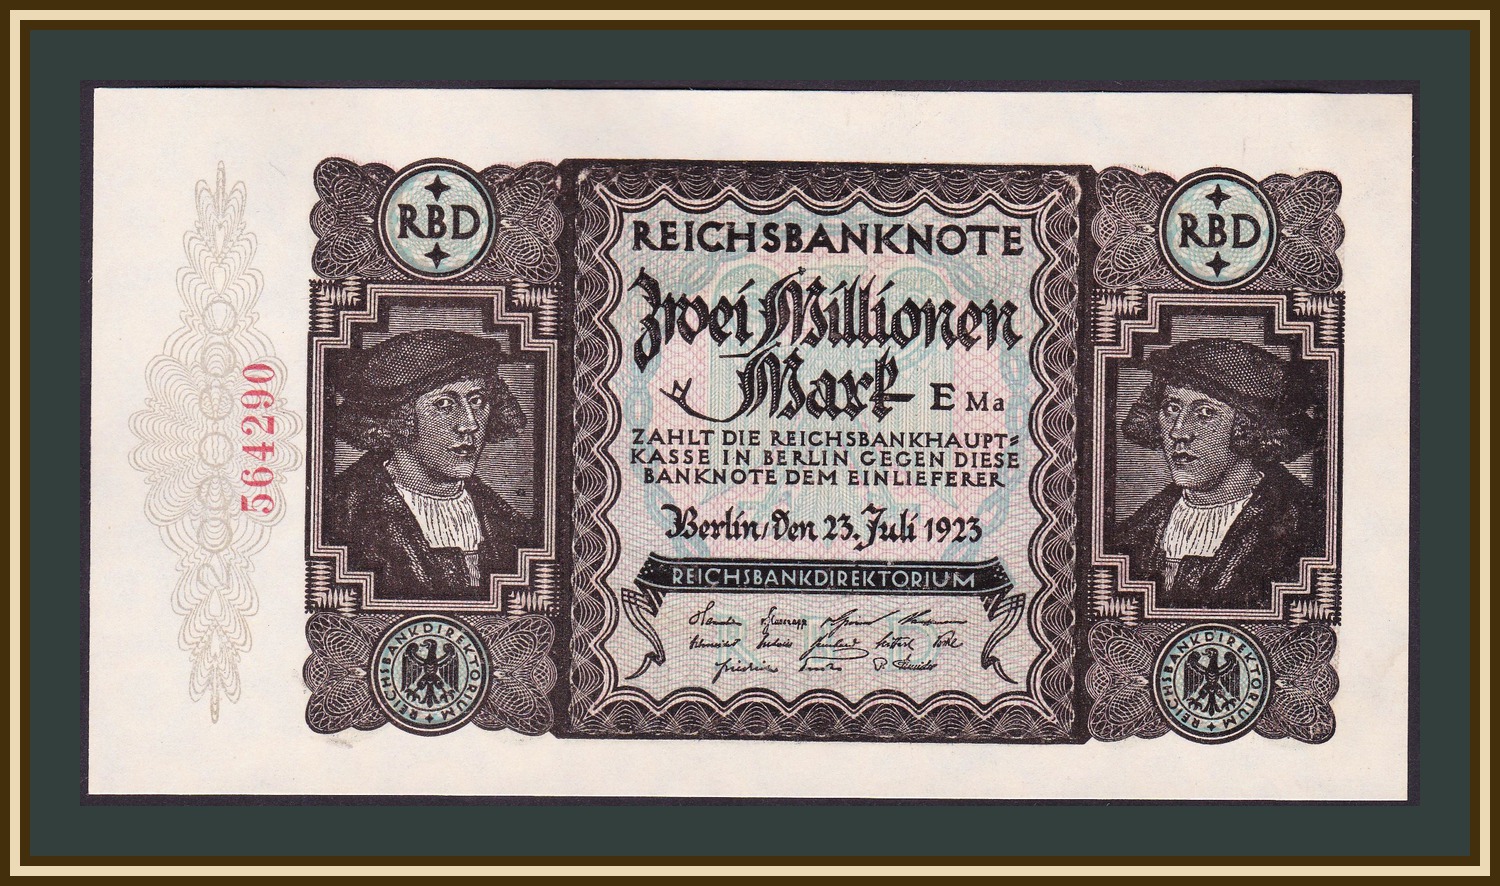 RBD
RBD
REICHSBANKNOTE
Zwei Millionen
Mark E Ma
ZAHLT DIE REICHSBANKHAUPT=
KASSE IN BERLIN GEGEN DIESE
BANKNOTE DEM EINLIEFERER
Berlin, den 23. Juli 1923
REICHSBANKDIREKTORIUM
564290
REICHSBANKDIREKTORIUM
REICHSBANKDIREKTORIUM